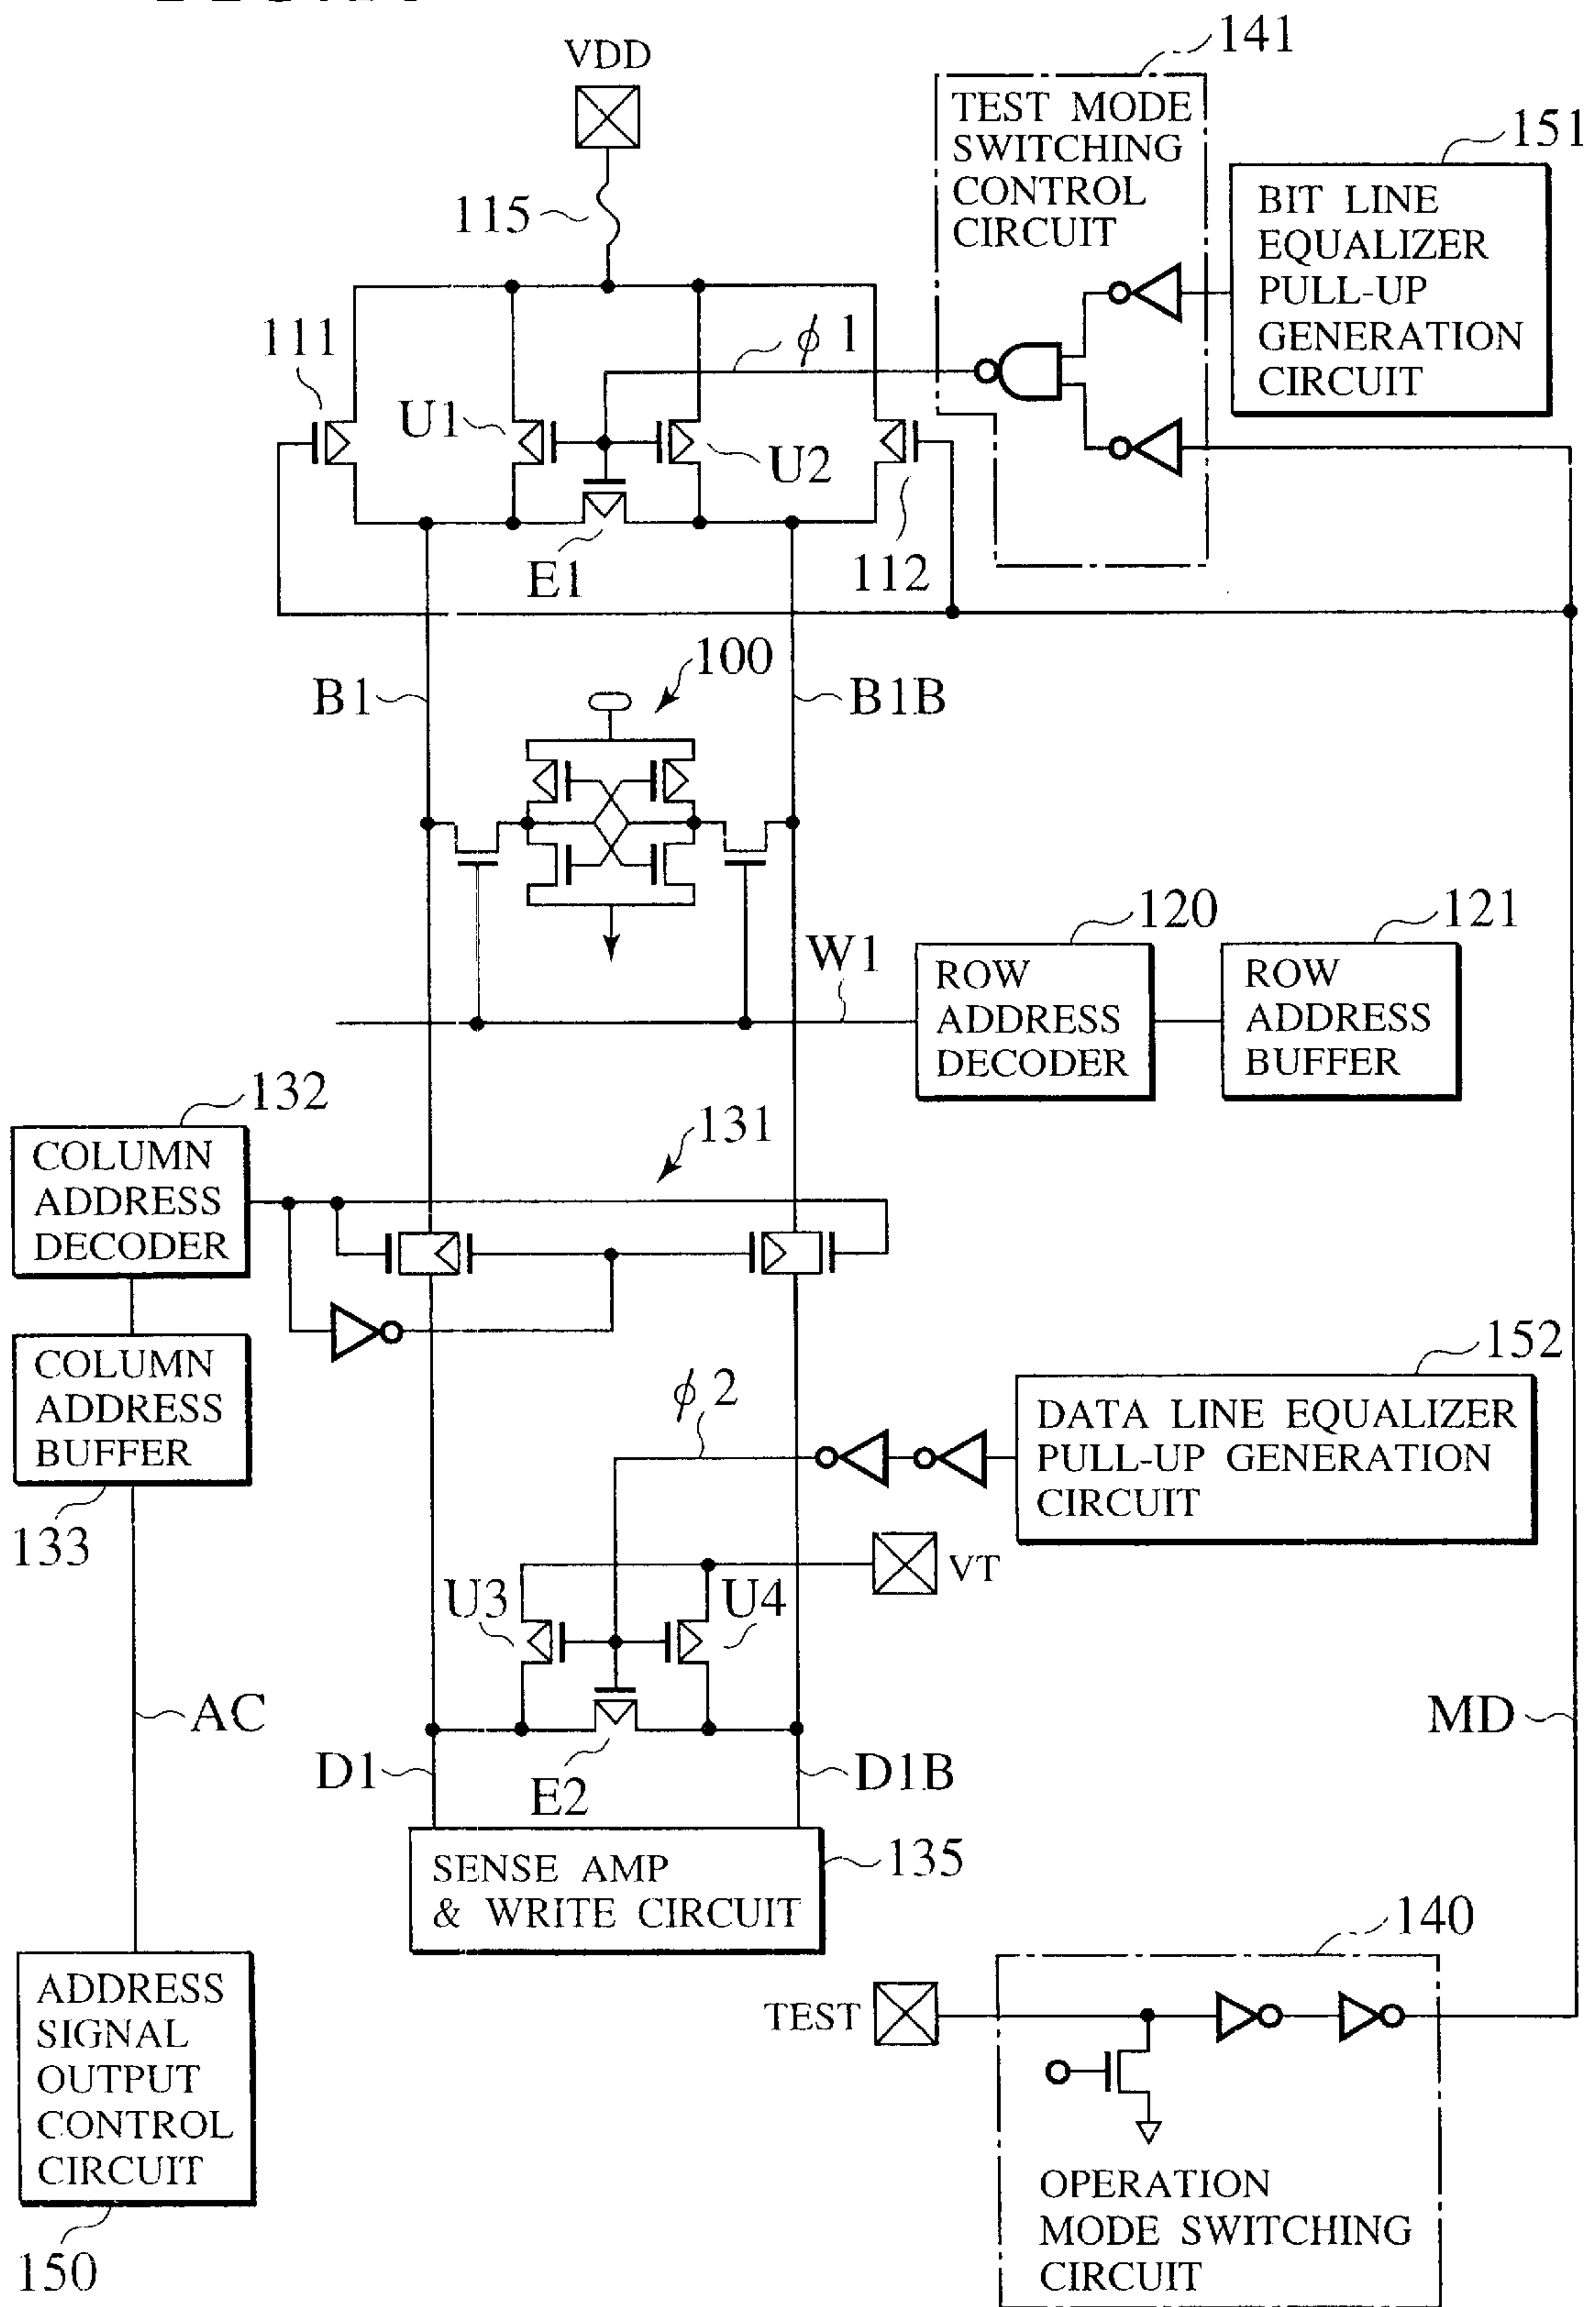 141
VDD
TEST MODE
SWITCHING
CONTROL
CIRCUIT
151
BIT LINE
EQUALIZER
PULL-UP
GENERATION
CIRCUIT
115
111
ϕ 1
U1
U2
E1
112
100
B1
B1B
120
121
W1
ROW
ADDRESS
DECODER
ROW
ADDRESS
BUFFER
132
131
COLUMN
ADDRESS
DECODER
COLUMN
ADDRESS
BUFFER
133
152
ϕ 2
DATA LINE EQUALIZER
PULL-UP GENERATION
CIRCUIT
VT
U3
U4
AC
MD
D1
E2
D1B
SENSE AMP
& WRITE CIRCUIT
135
140
ADDRESS
SIGNAL
OUTPUT
CONTROL
CIRCUIT
150
TEST
OPERATION
MODE SWITCHING
CIRCUIT